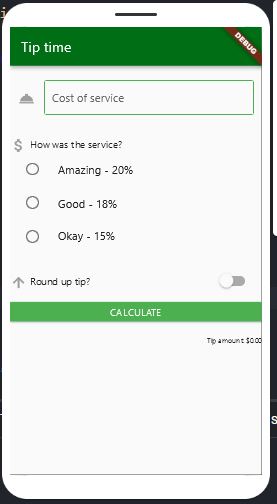 Tip time
DEBUG
Cost of service
$ How was the service?
Amazing - 20%
Good - 18%
Okay - 15%
Round up tip?
CALCULATE
Tip amount $0.00